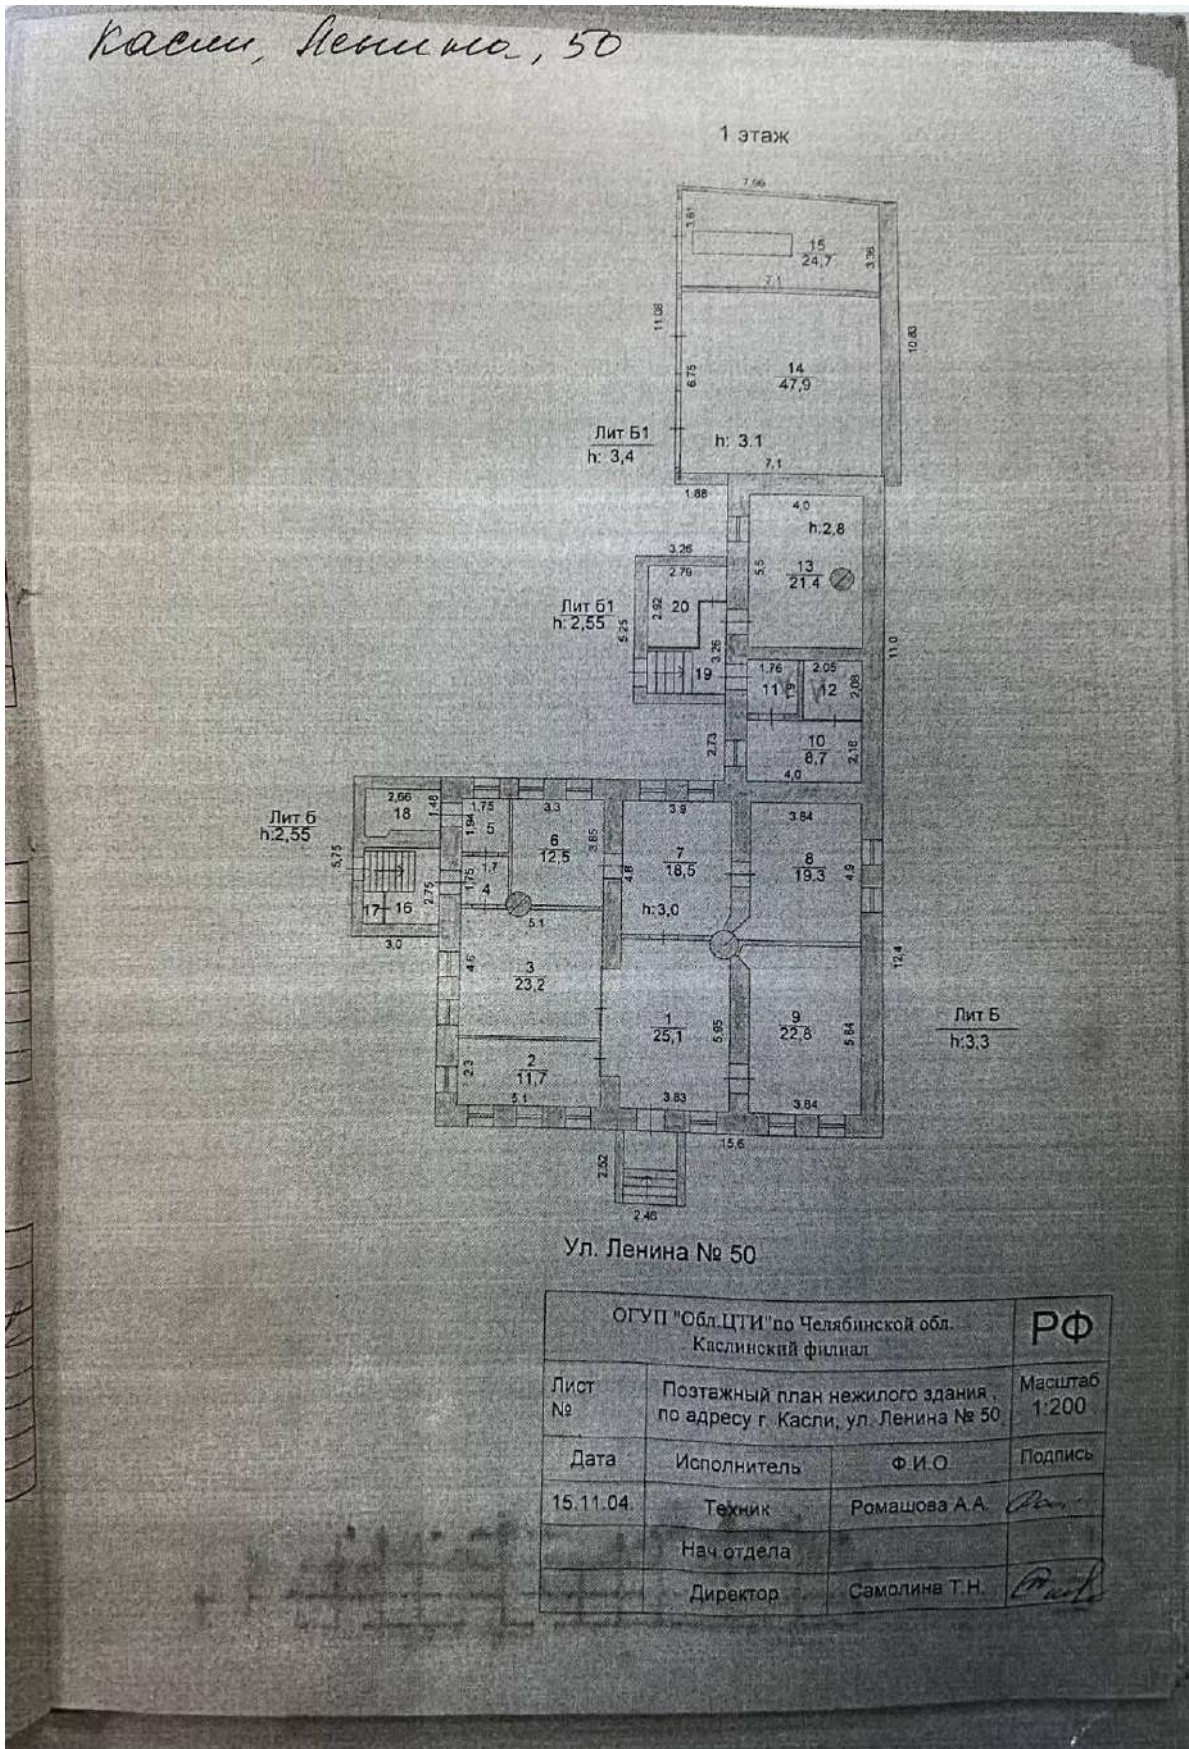 Касли, Ленина, 50
1 этаж
7.66
3.61
15
24,7
3.36
7.1
11.08
10.83
6.75
14
47,9
Лит Б1
h: 3,4
h: 3.1
7.1
1.88
4,0
h:2,8
3.26
2.79
5.5
13
21.4
Лит б1
h: 2,55
2.92
20
5.25
11.0
3.26
19
1.76
2.05
11
1.9
12
2,08
2.73
10
8.7
2,18
4,0
2,66
18
1.48
1.75
3,3
3.9
3.84
Лит б
h:2,55
1.94
5
6
12,5
3.85
7
18,5
8
19.3
4.9
4.8
5,75
1.7
1.75
4
2.75
17
16
h:3,0
5.1
3.0
12,4
4.6
3
23,2
1
25,1
5.95
9
22,8
5.84
Лит Б
h:3,3
2.3
2
11,7
5.1
3.83
3.84
15,6
2.52
2.46
Ул. Ленина № 50
ОГУП "Обл.ЦТИ"по Челябинской обл.
Каслинский филиал
РФ
Лист
№
Поэтажный план нежилого здания ,
по адресу г. Касли, ул. Ленина № 50
Масштаб
1:200
Дата
Исполнитель
Ф.И.О
Подпись
15.11.04.
Техник
Ромашова А.А.
Нач отдела
Директор
Самолина Т.Н.